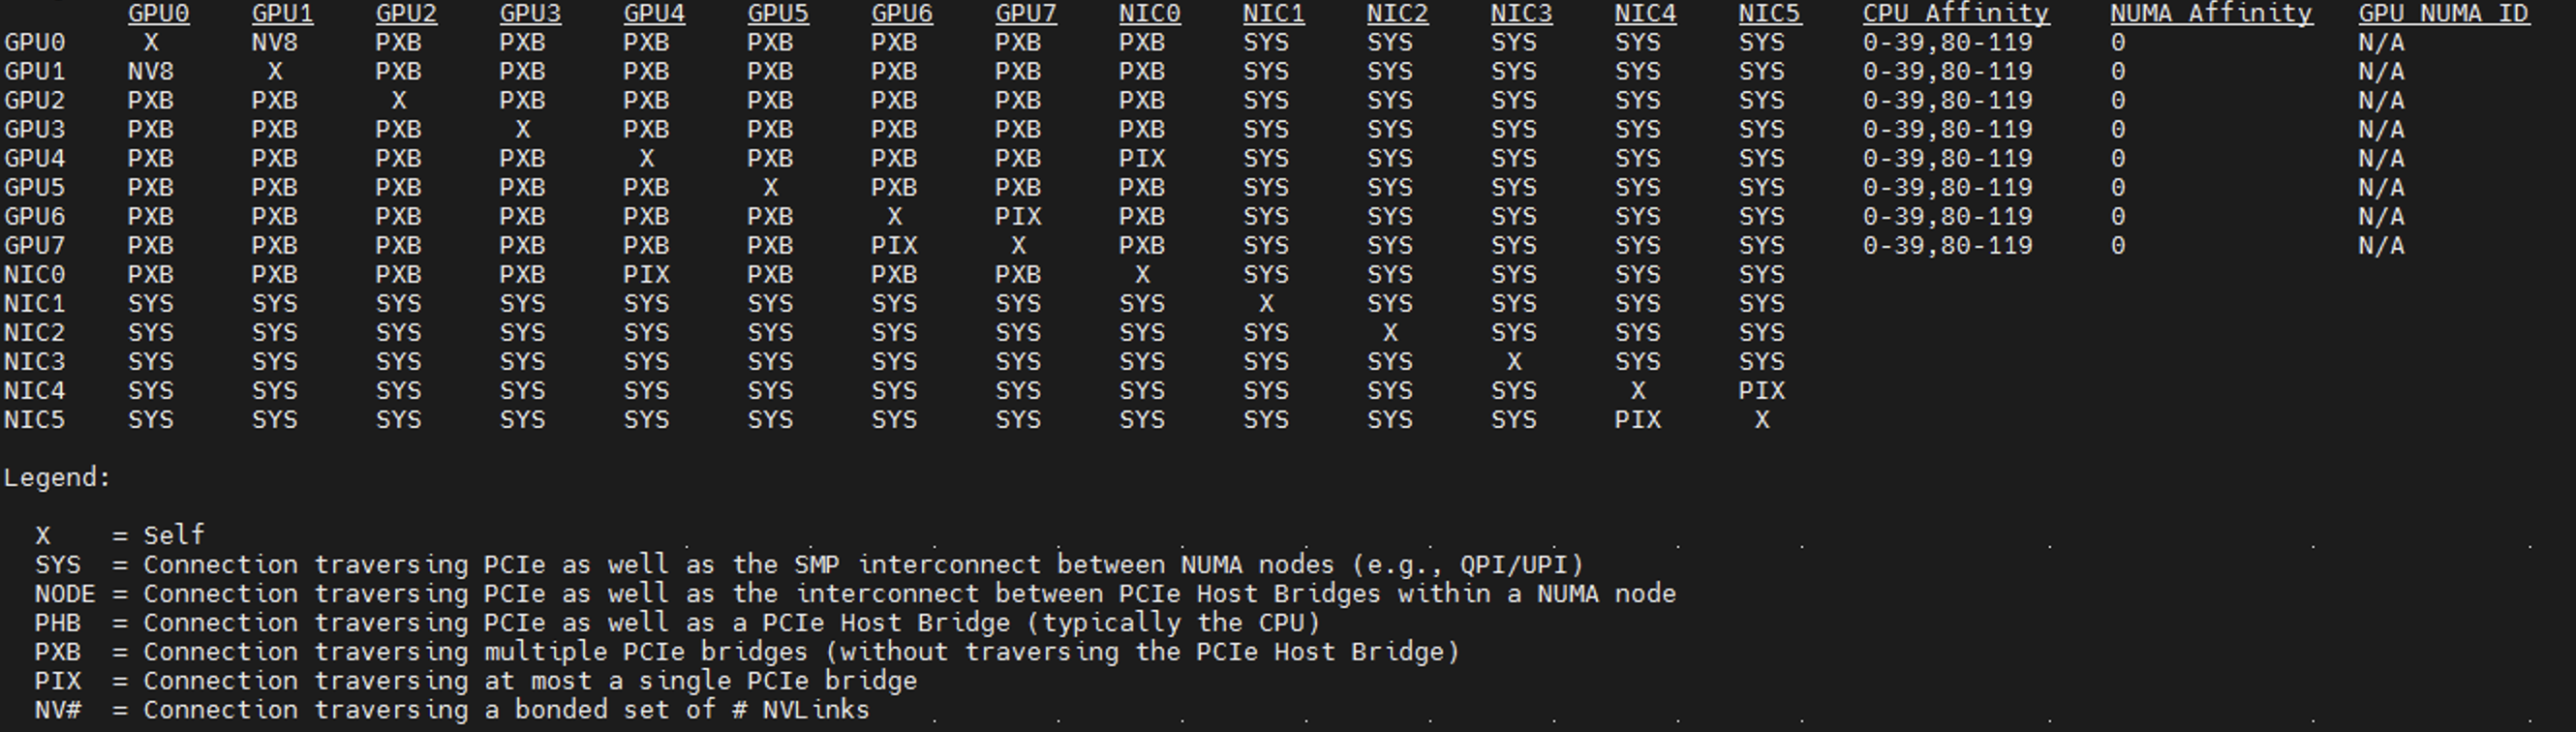 GPU0 GPU1 GPU2 GPU3 GPU4 GPU5 GPU6 GPU7 NIC0 NIC1 NIC2 NIC3 NIC4 NIC5 CPU Affinity NUMA Affinity GPU NUMA ID
GPU0 X NV8 PXB PXB PXB PXB PXB PXB PXB SYS SYS SYS SYS SYS 0-39,80-119 0 N/A
GPU1 NV8 X PXB PXB PXB PXB PXB PXB PXB SYS SYS SYS SYS SYS 0-39,80-119 0 N/A
GPU2 PXB PXB X PXB PXB PXB PXB PXB PXB SYS SYS SYS SYS SYS 0-39,80-119 0 N/A
GPU3 PXB PXB PXB X PXB PXB PXB PXB PXB SYS SYS SYS SYS SYS 0-39,80-119 0 N/A
GPU4 PXB PXB PXB PXB X PXB PXB PXB PIX SYS SYS SYS SYS SYS 0-39,80-119 0 N/A
GPU5 PXB PXB PXB PXB PXB X PXB PXB PXB SYS SYS SYS SYS SYS 0-39,80-119 0 N/A
GPU6 PXB PXB PXB PXB PXB PXB X PIX PXB SYS SYS SYS SYS SYS 0-39,80-119 0 N/A
GPU7 PXB PXB PXB PXB PXB PXB PIX X PXB SYS SYS SYS SYS SYS 0-39,80-119 0 N/A
NIC0 PXB PXB PXB PXB PIX PXB PXB PXB X SYS SYS SYS SYS SYS
NIC1 SYS SYS SYS SYS SYS SYS SYS SYS SYS X SYS SYS SYS SYS
NIC2 SYS SYS SYS SYS SYS SYS SYS SYS SYS SYS X SYS SYS SYS
NIC3 SYS SYS SYS SYS SYS SYS SYS SYS SYS SYS SYS X SYS SYS
NIC4 SYS SYS SYS SYS SYS SYS SYS SYS SYS SYS SYS SYS X PIX
NIC5 SYS SYS SYS SYS SYS SYS SYS SYS SYS SYS SYS SYS PIX X
Legend:
X = Self
SYS = Connection traversing PCIe as well as the SMP interconnect between NUMA nodes (e.g., QPI/UPI)
NODE = Connection traversing PCIe as well as the interconnect between PCIe Host Bridges within a NUMA node
PHB = Connection traversing PCIe as well as a PCIe Host Bridge (typically the CPU)
PXB = Connection traversing multiple PCIe bridges (without traversing the PCIe Host Bridge)
PIX = Connection traversing at most a single PCIe bridge
NV# = Connection traversing a bonded set of # NVLinks